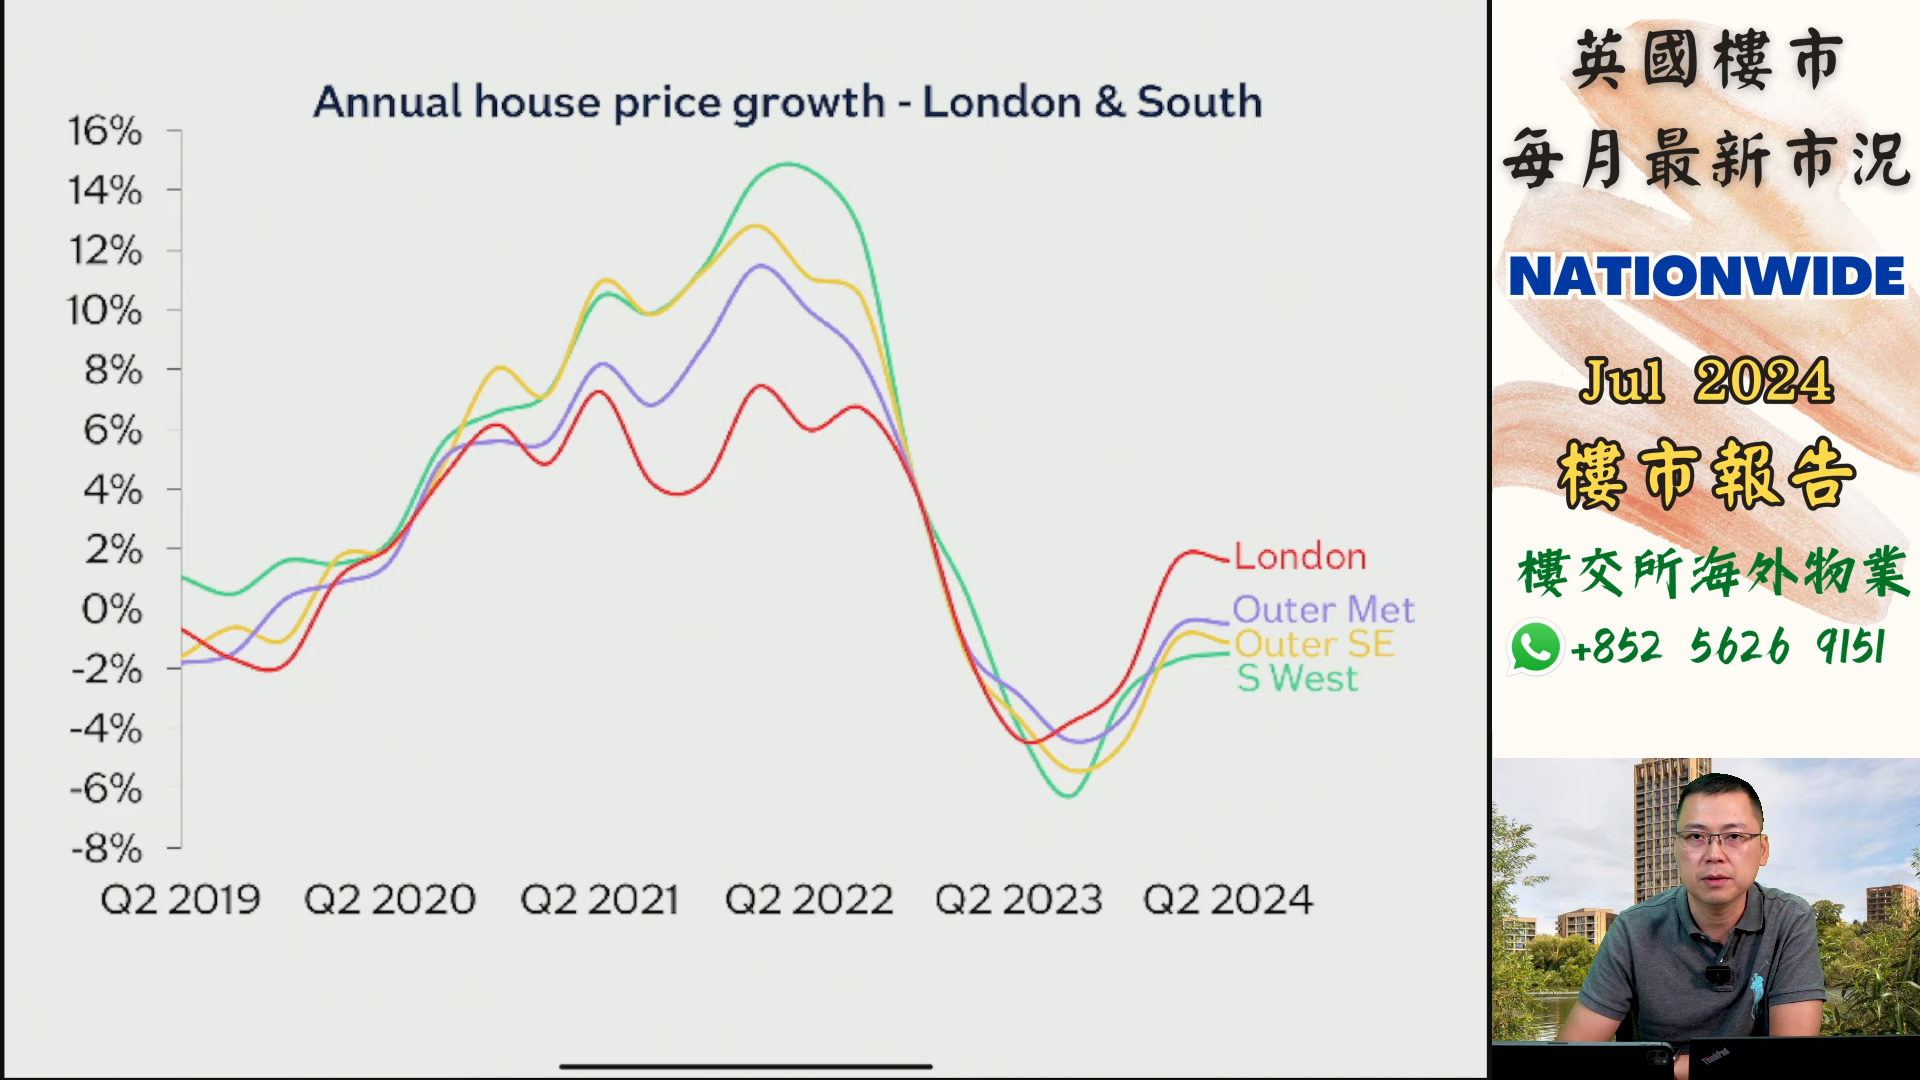 Annual house price growth - London & South
16%
14%
12%
10%
8%
6%
4%
2%
0%
-2%
-4%
-6%
-8%
Q2 2019 Q2 2020 Q2 2021 Q2 2022 Q2 2023 Q2 2024
London
Outer Met
Outer SE
S West
英國樓市
每月最新市況
NATIONWIDE
Jul 2024
樓市報告
樓交所海外物業
+852 5626 9151
ThinkPad